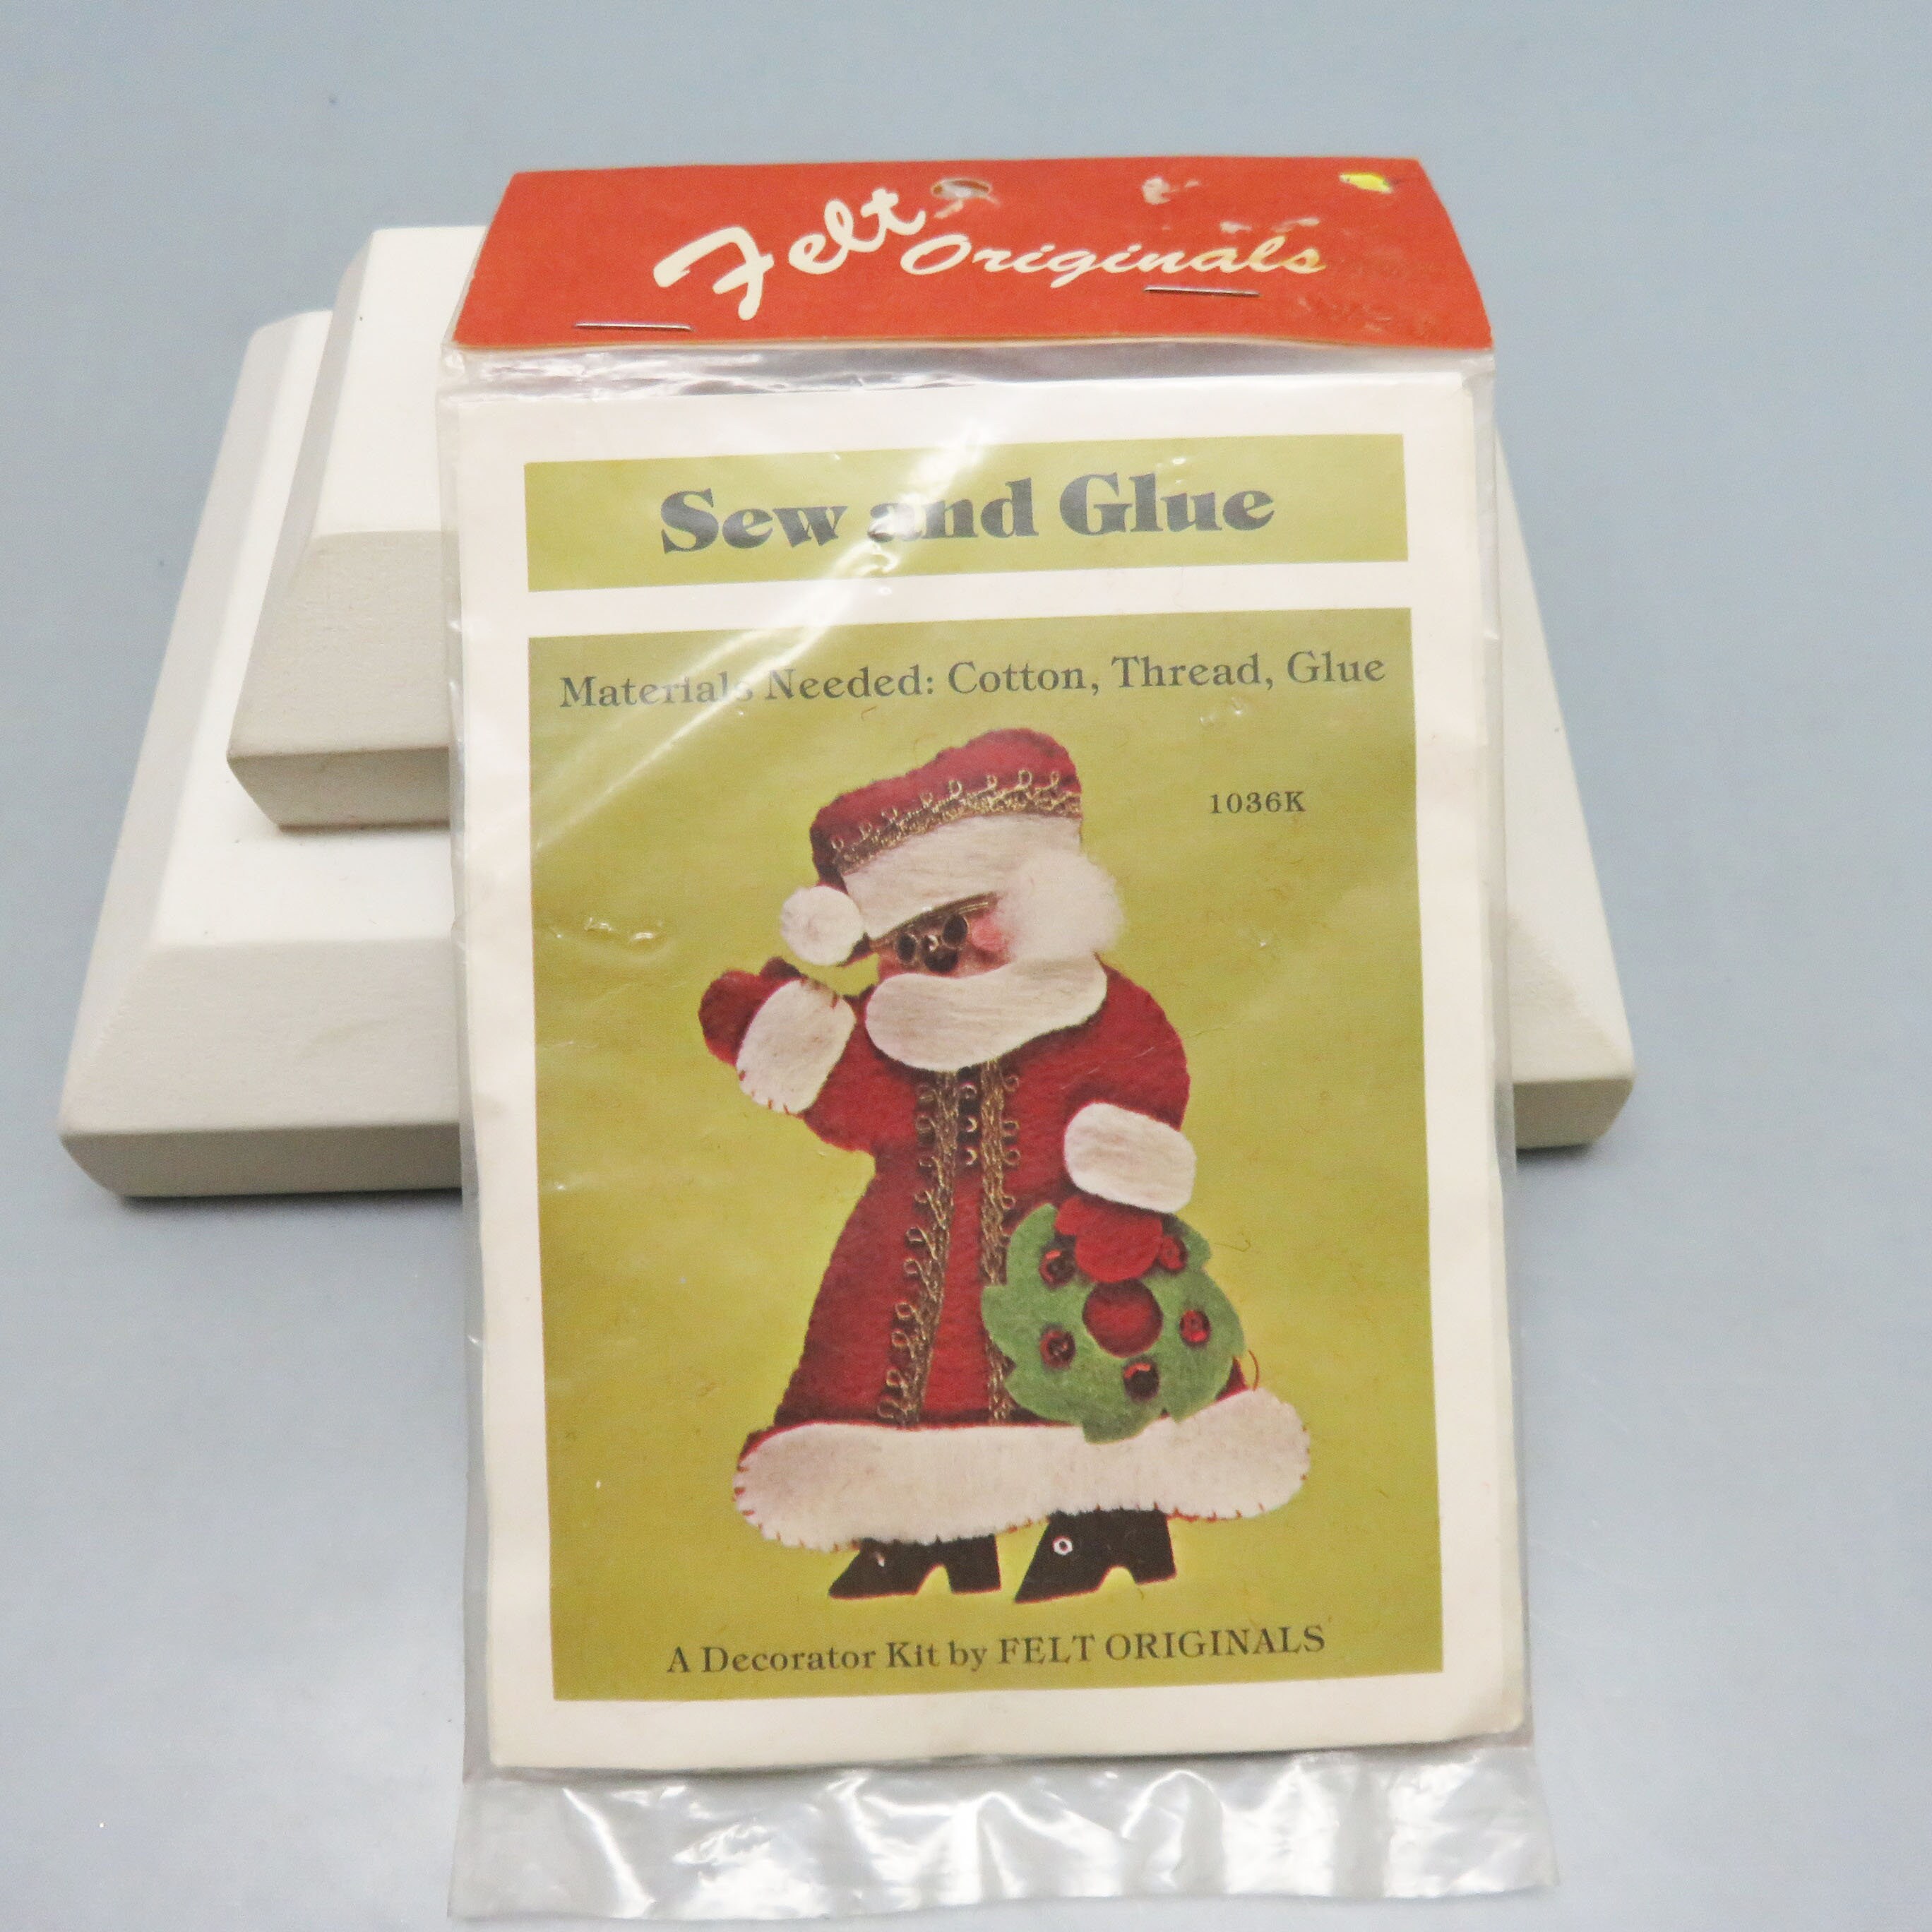 Felt Originals
Sew and Glue
Materials Needed: Cotton, Thread, Glue
1036K
A Decorator Kit by FELT ORIGINALS